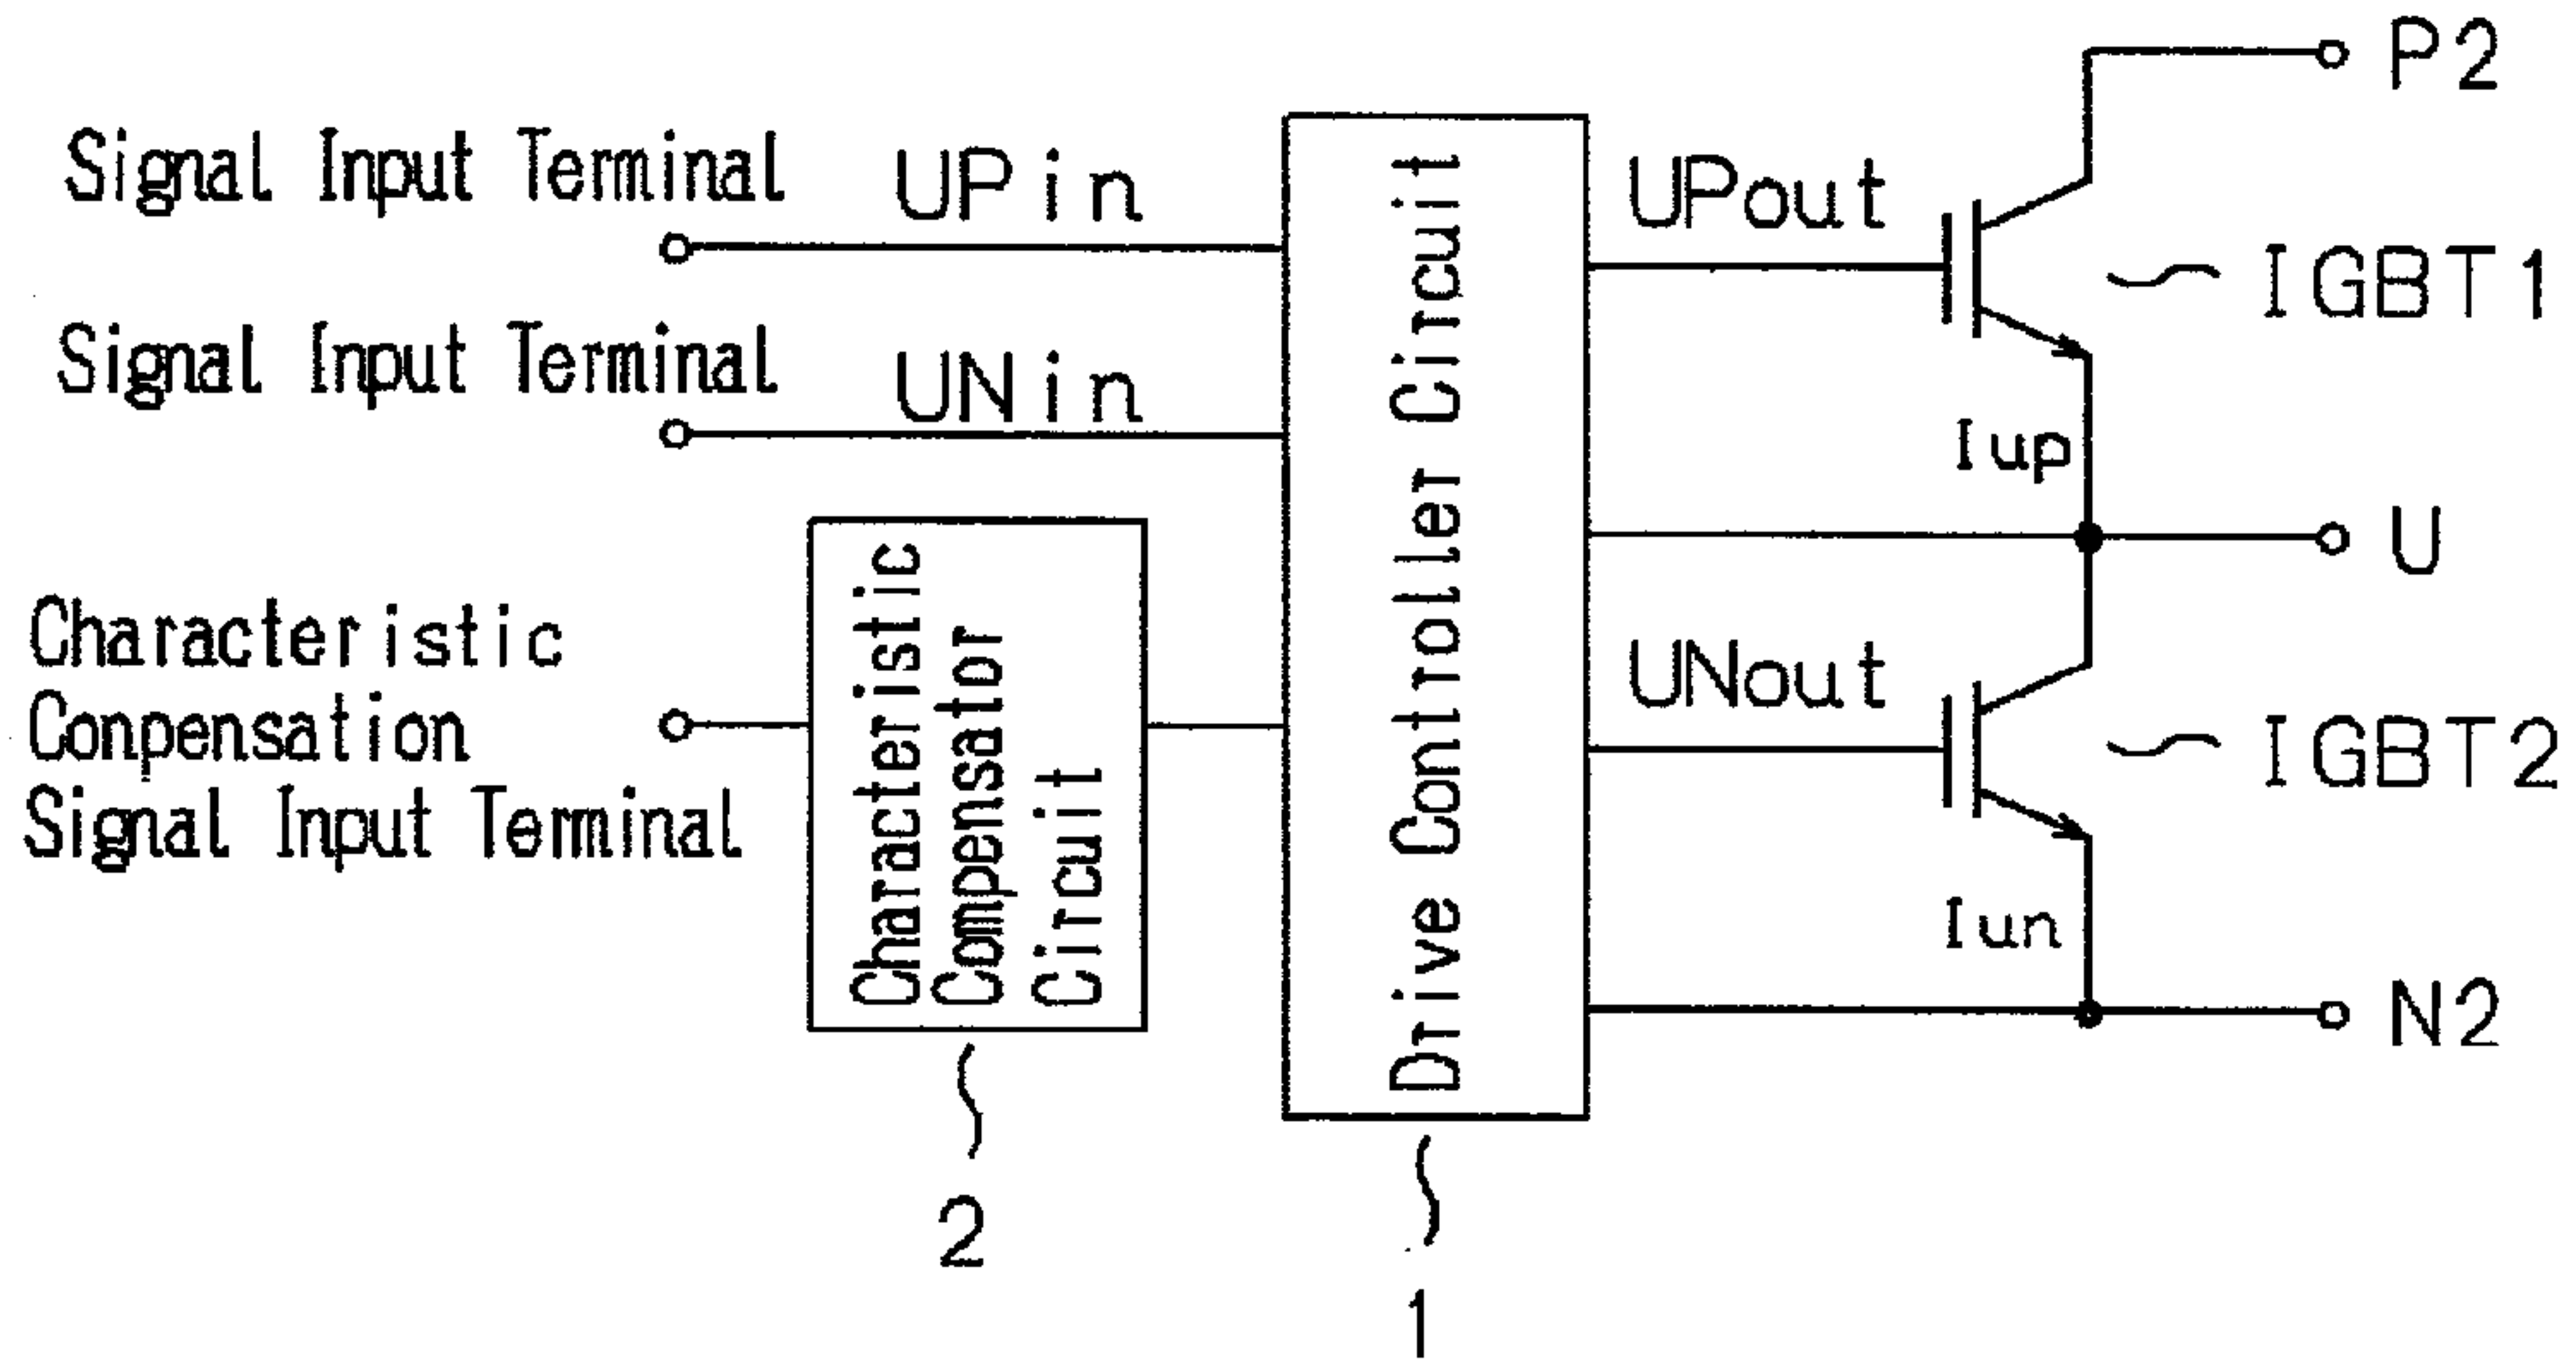 P2
Signal Input Terminal
UPin
UPout
IGBT1
Signal Input Terminal
UNin
Iup
U
Characteristic
Conpensation
Signal Input Terminal
Characteristic
Compensator
Circuit
Drive Controller Circuit
UNout
IGBT2
Iun
N2
2
1